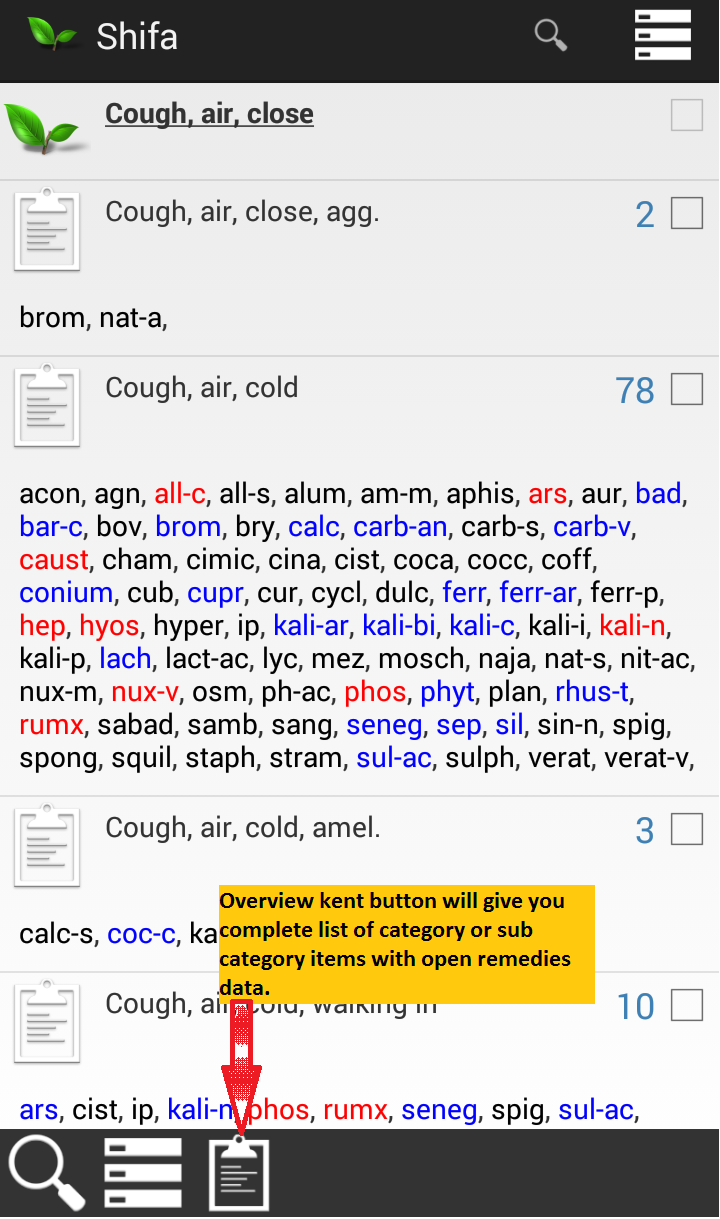 Shifa
Cough, air, close
Cough, air, close, agg.
2
brom, nat-a,
Cough, air, cold
78
acon, agn, all-c, all-s, alum, am-m, aphis, ars, aur, bad,
bar-c, bov, brom, bry, calc, carb-an, carb-s, carb-v,
caust, cham, cimic, cina, cist, coca, cocc, coff,
conium, cub, cupr, cur, cycl, dulc, ferr, ferr-ar, ferr-p,
hep, hyos, hyper, ip, kali-ar, kali-bi, kali-c, kali-i, kali-n,
kali-p, lach, lact-ac, lyc, mez, mosch, naja, nat-s, nit-ac,
nux-m, nux-v, osm, ph-ac, phos, phyt, plan, rhus-t,
rumx, sabad, samb, sang, seneg, sep, sil, sin-n, spig,
spong, squil, staph, stram, sul-ac, sulph, verat, verat-v,
Cough, air, cold, amel.
3
calc-s, coc-c, ka
Overview kent button will give you
complete list of category or sub
category items with open remedies
data.
Cough, air, cold, walking in
10
ars, cist, ip, kali-n, phos, rumx, seneg, spig, sul-ac,